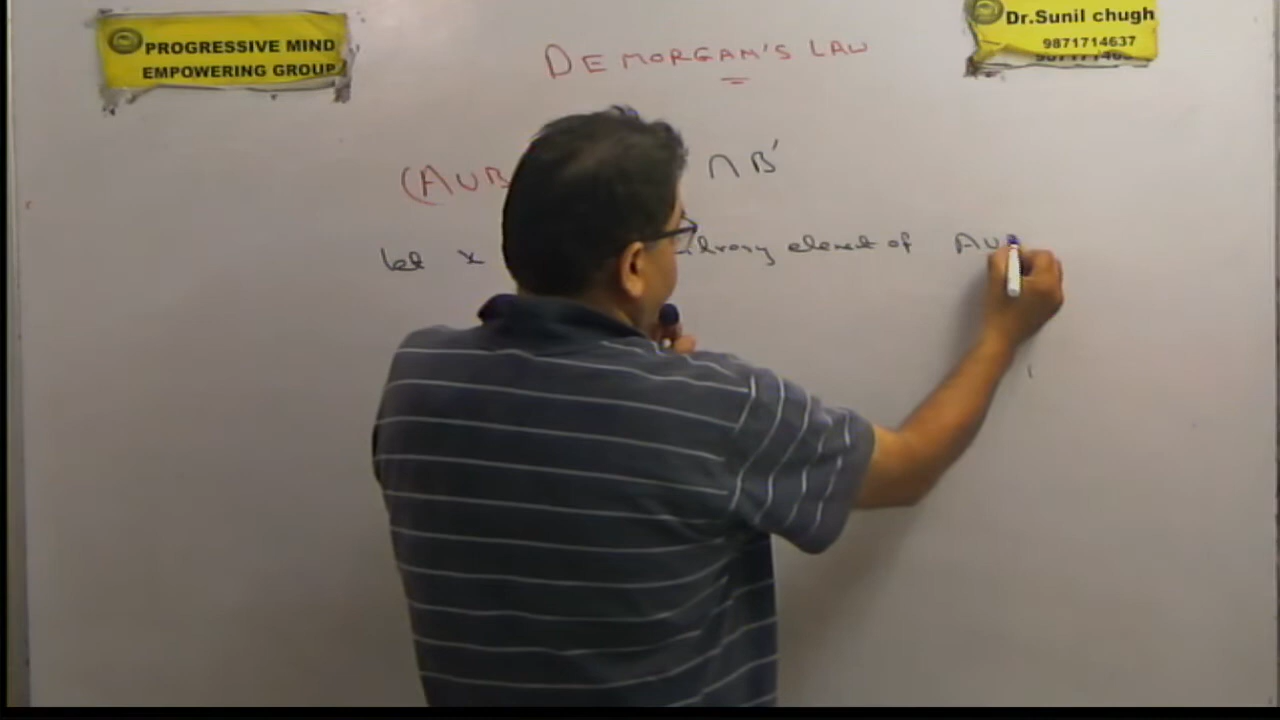 PROGRESSIVE MIND
EMPOWERING GROUP
Dr.Sunil chugh
9871714637
DEMORGAN'S LAW
(AUB ∩ B'
let x element of AU